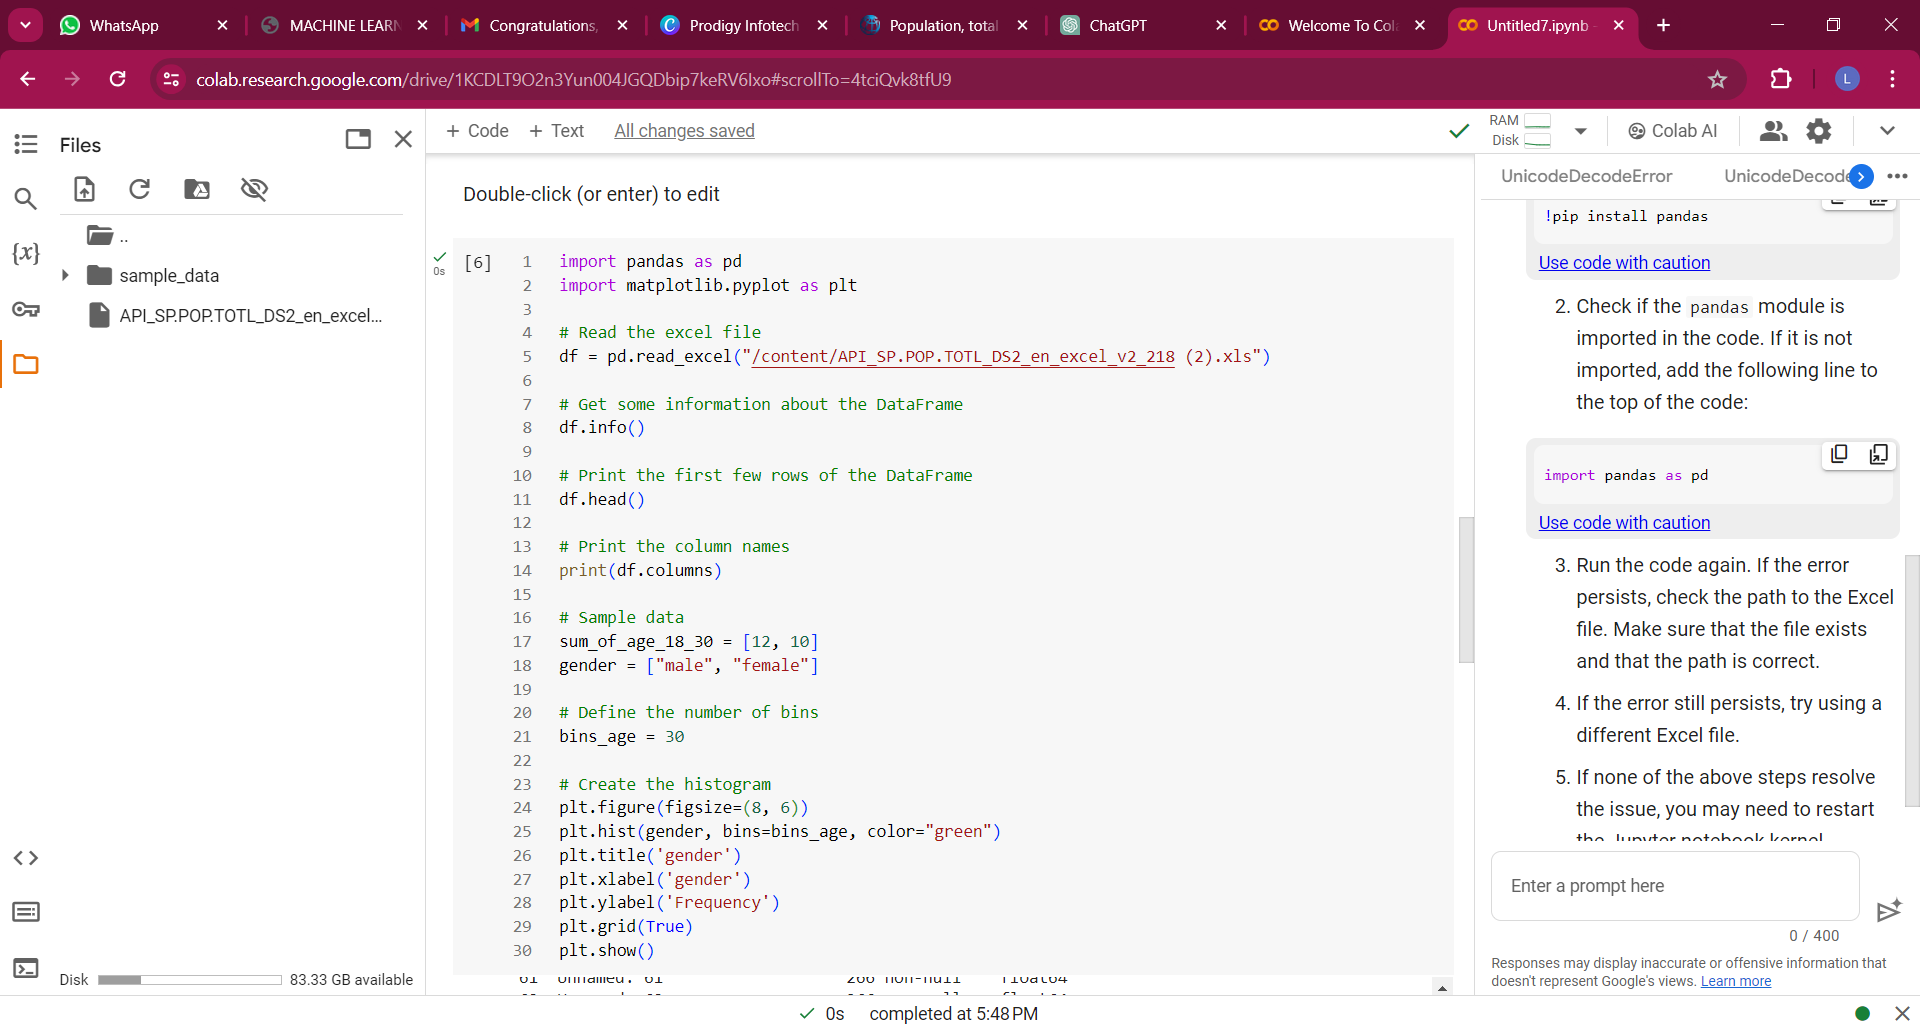 WhatsApp
MACHINE LEARN
Congratulations,
Prodigy Infotech
Population, total
ChatGPT
Welcome To Col
Untitled7.ipynb
colab.research.google.com/drive/1KCDLT9O2n3Yun004JGQDbip7keRV6Ixo#scrollTo=4tciQvk8tfU9
L
Files
..
sample_data
API_SP.POP.TOTL_DS2_en_excel...
Disk
83.33 GB available
+ Code + Text All changes saved
RAM
Disk
Colab AI
Double-click (or enter) to edit
0s
[6]
1 import pandas as pd
2 import matplotlib.pyplot as plt
3
4 # Read the excel file
5 df = pd.read_excel("/content/API_SP.POP.TOTL_DS2_en_excel_v2_218 (2).xls")
6
7 # Get some information about the DataFrame
8 df.info()
9
10 # Print the first few rows of the DataFrame
11 df.head()
12
13 # Print the column names
14 print(df.columns)
15
16 # Sample data
17 sum_of_age_18_30 = [12, 10]
18 gender = ["male", "female"]
19
20 # Define the number of bins
21 bins_age = 30
22
23 # Create the histogram
24 plt.figure(figsize=(8, 6))
25 plt.hist(gender, bins=bins_age, color="green")
26 plt.title('gender')
27 plt.xlabel('gender')
28 plt.ylabel('Frequency')
29 plt.grid(True)
30 plt.show()
61 Unnamed: 61 266 non-null float64
UnicodeDecodeError
UnicodeDecode
!pip install pandas
Use code with caution
2. Check if the pandas module is
imported in the code. If it is not
imported, add the following line to
the top of the code:
import pandas as pd
Use code with caution
3. Run the code again. If the error
persists, check the path to the Excel
file. Make sure that the file exists
and that the path is correct.
4. If the error still persists, try using a
different Excel file.
5. If none of the above steps resolve
the issue, you may need to restart
the Jupyter notebook kernel
Enter a prompt here
0 / 400
Responses may display inaccurate or offensive information that
doesn't represent Google's views. Learn more
0s completed at 5:48 PM